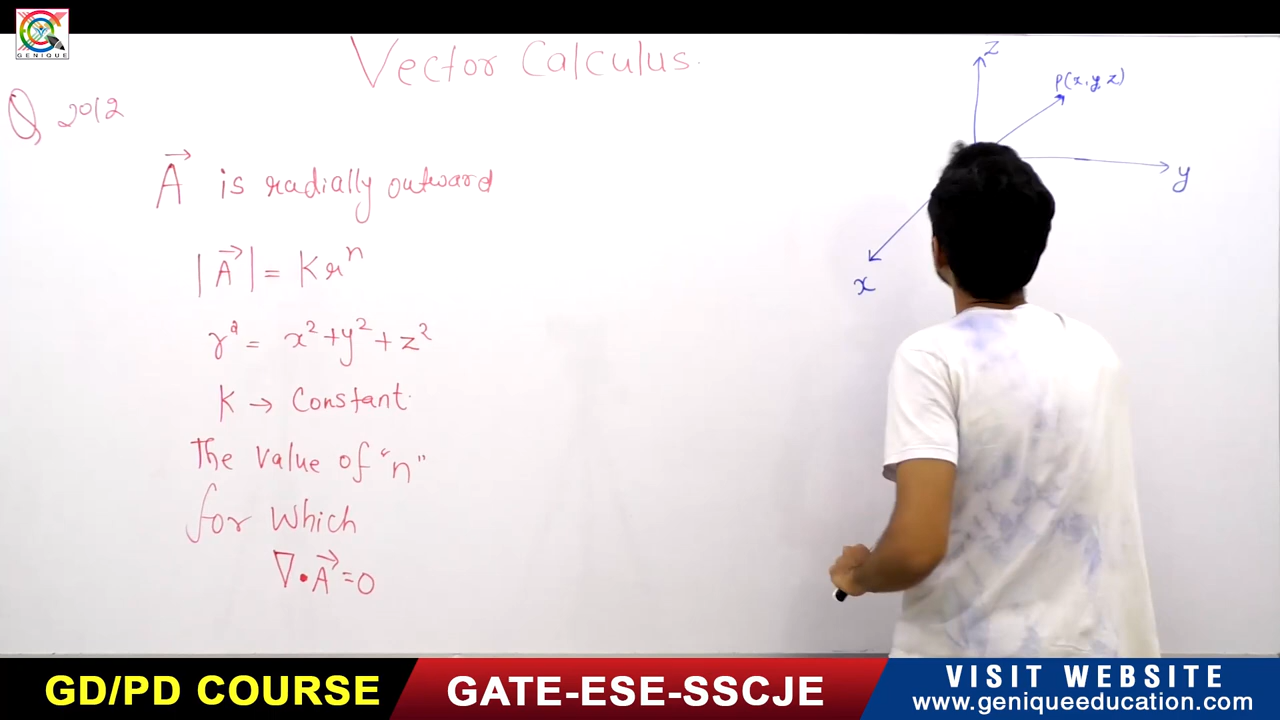 GENIQUE
Vector Calculus.
Q 2012
A is radially outward
|A| = K r^n
r² = x²+y²+z²
K → Constant.
The value of "n"
for which
∇•A=0
z
P(x,y,z)
y
x
GD/PD COURSE
GATE-ESE-SSCJE
VISIT WEBSITE
www.geniqueeducation.com